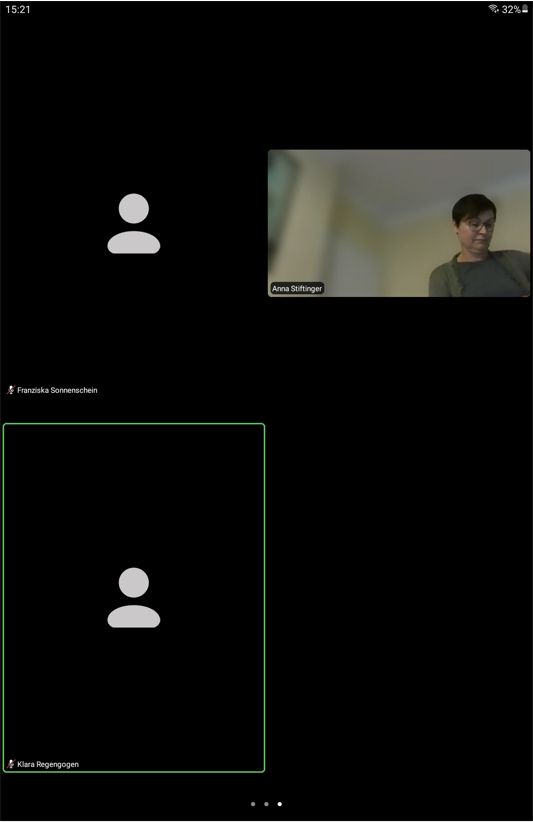 15:21
32%
Anna Stiftinger
Franziska Sonnenschein
Klara Regengogen